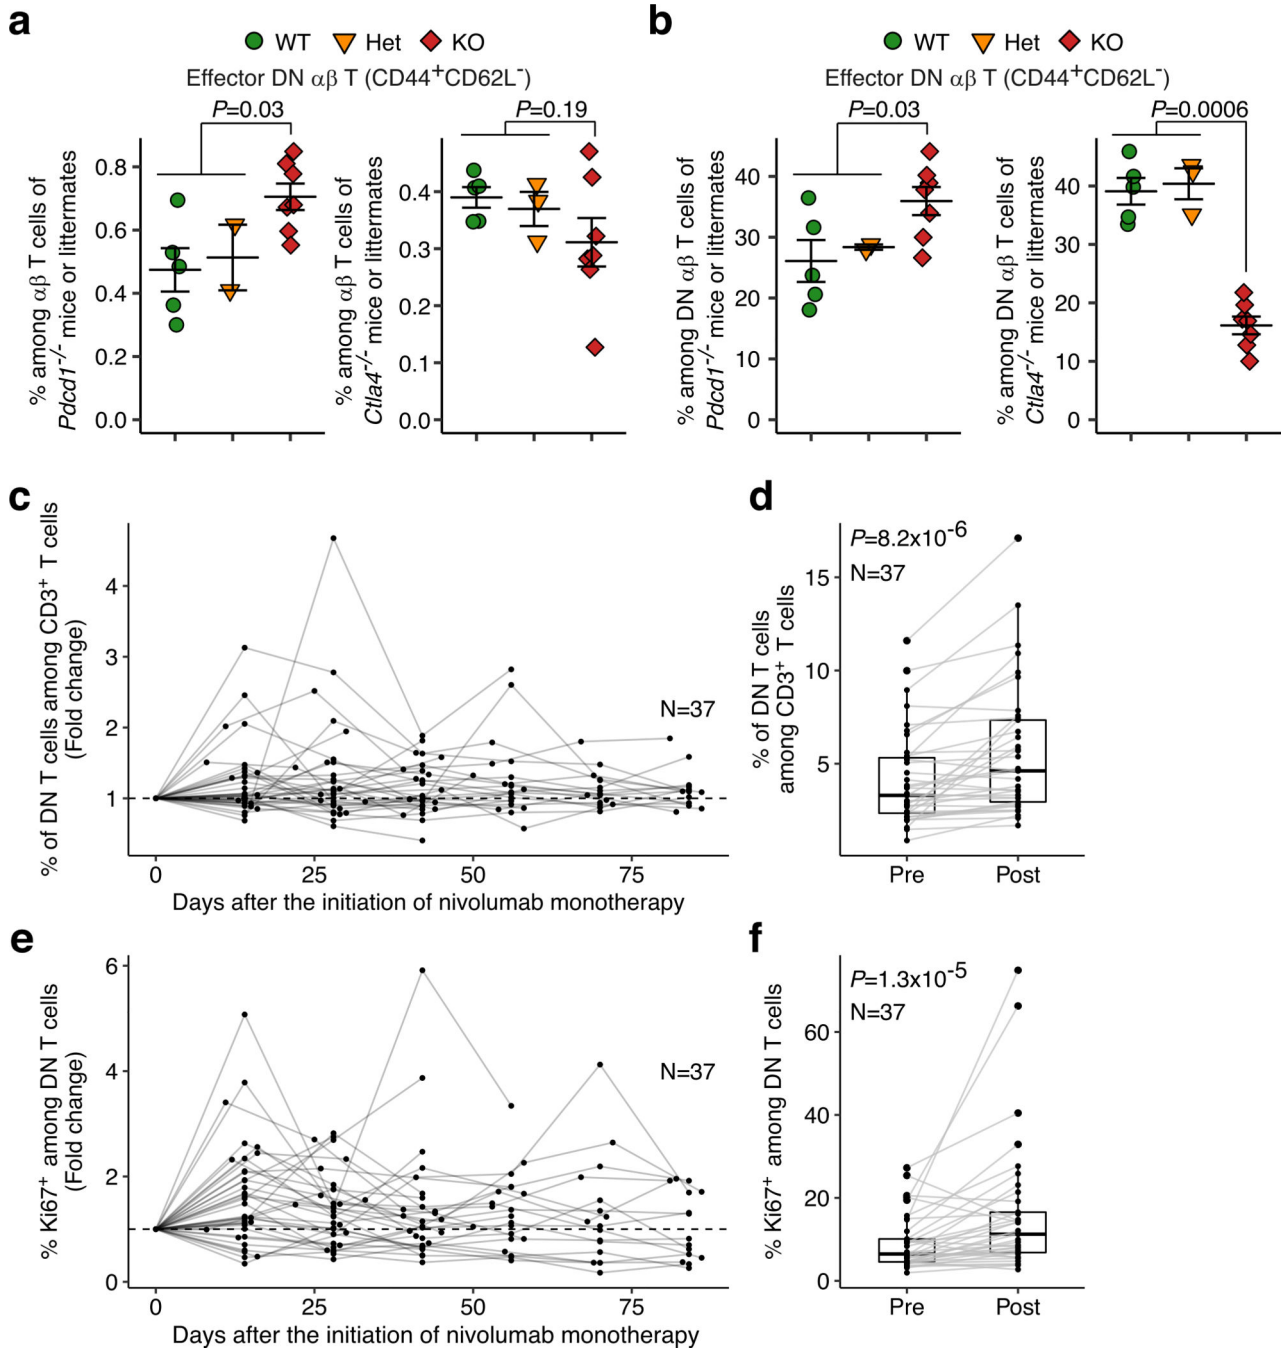 a
WT Het KO
Effector DN αβ T (CD44+CD62L-)
P=0.03
P=0.19
% among αβ T cells of
Pdcd1-/- mice or littermates
0.8
0.6
0.4
0.2
0.0
% among αβ T cells of
Ctla4-/- mice or littermates
0.4
0.3
0.2
0.1
0.0
b
WT Het KO
Effector DN αβ T (CD44+CD62L-)
P=0.03
P=0.0006
% among DN αβ T cells of
Pdcd1-/- mice or littermates
40
30
20
10
0
% among DN αβ T cells of
Ctla4-/- mice or littermates
40
30
20
10
0
c
% of DN T cells among CD3+ T cells
(Fold change)
4
3
2
1
N=37
0 25 50 75
Days after the initiation of nivolumab monotherapy
d
P=8.2x10-6
N=37
% of DN T cells
among CD3+ T cells
15
10
5
Pre Post
e
% Ki67+ among DN T cells
(Fold change)
6
4
2
0
N=37
0 25 50 75
Days after the initiation of nivolumab monotherapy
f
P=1.3x10-5
N=37
% Ki67+ among DN T cells
60
40
20
0
Pre Post